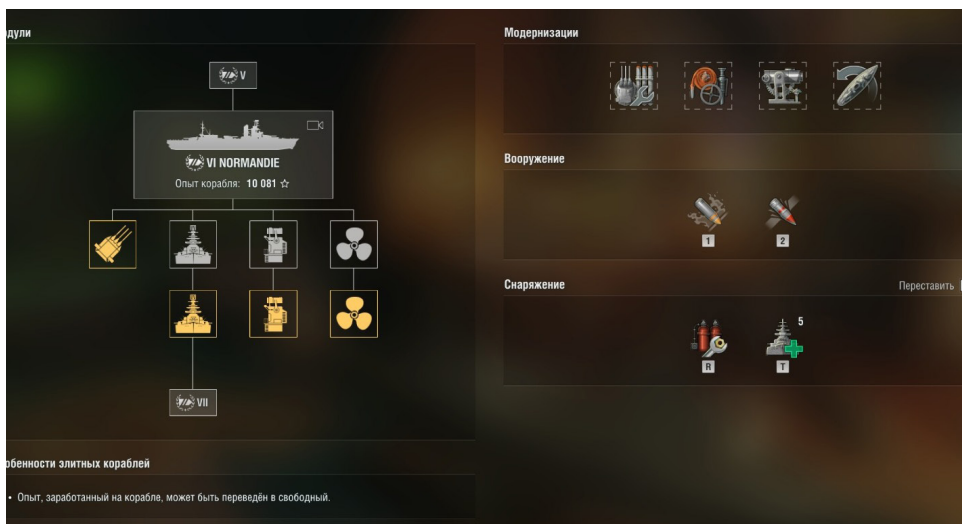 дули
Модернизации
V
VI NORMANDIE
Опыт корабля: 10 081
Вооружение
1 2
Снаряжение
Переставить
5
R T
VII
обенности элитных кораблей
• Опыт, заработанный на корабле, может быть переведён в свободный.